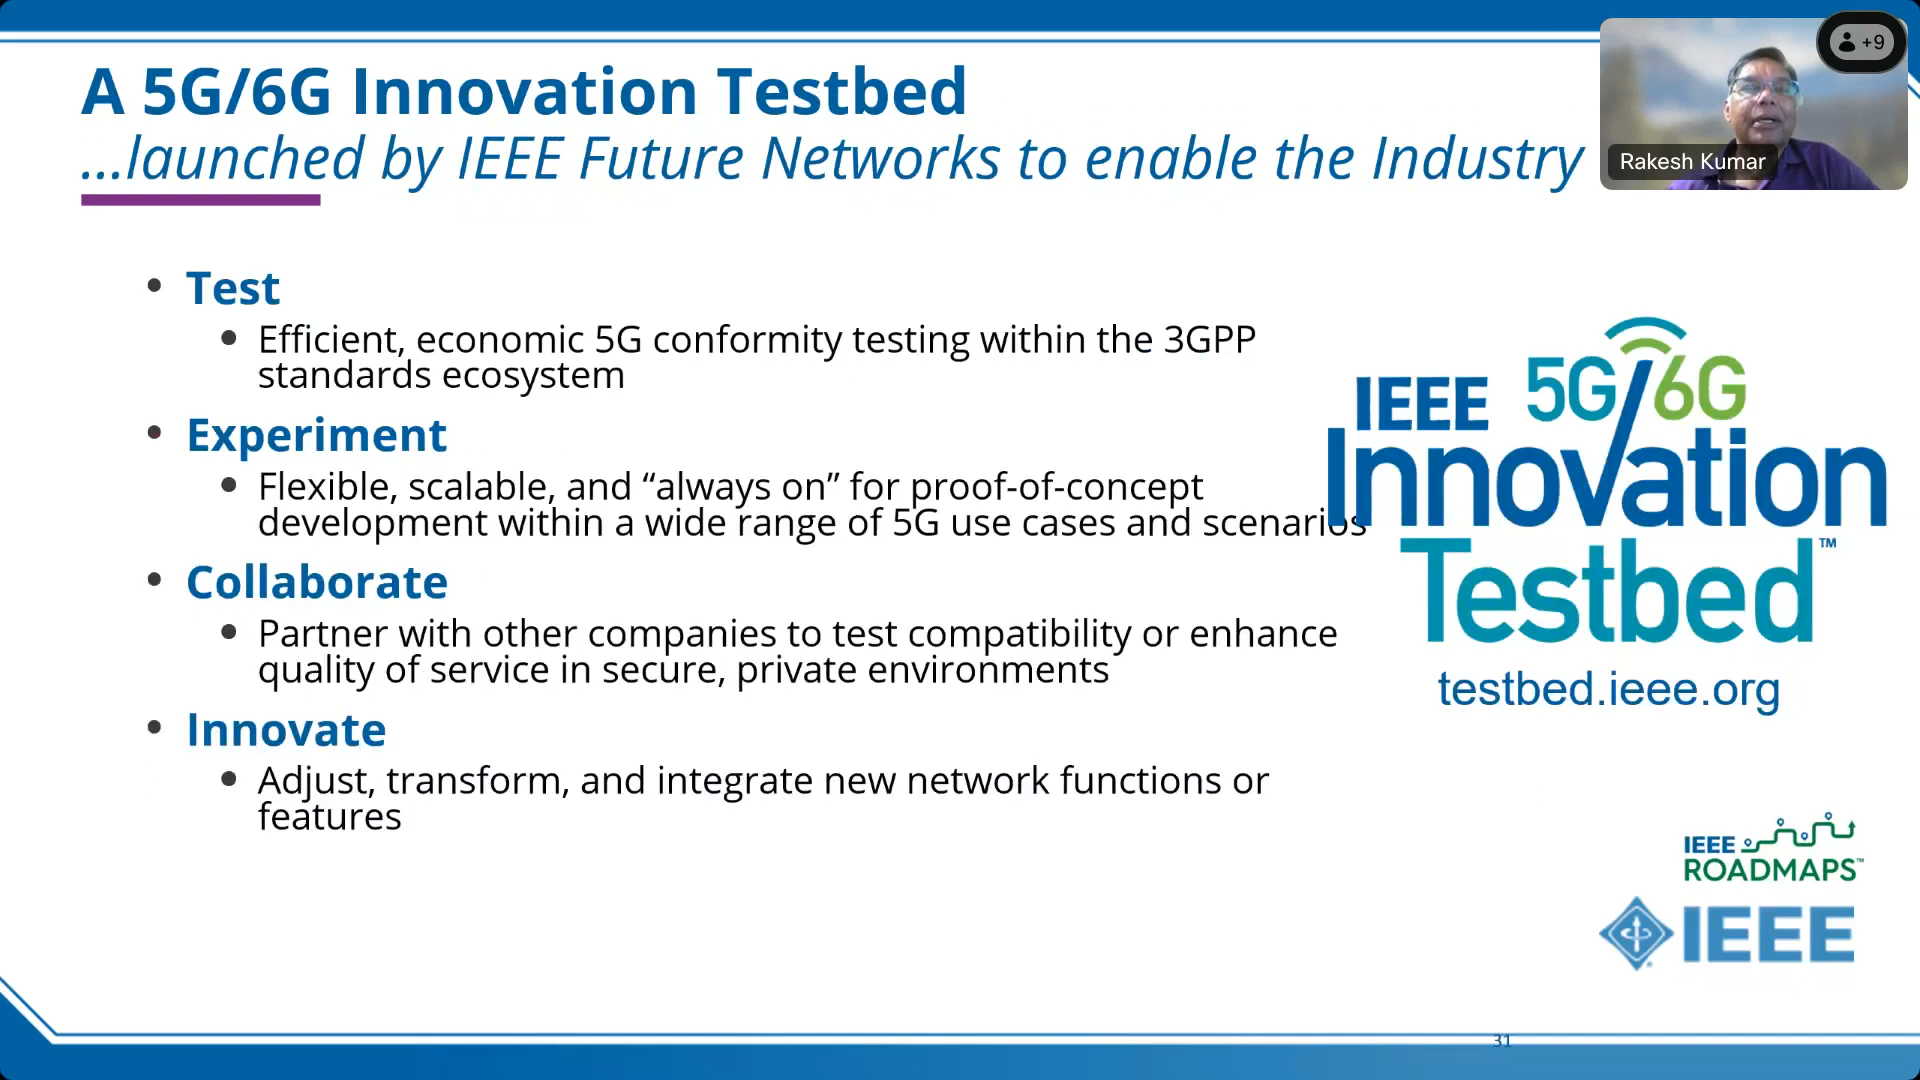 A 5G/6G Innovation Testbed
...launched by IEEE Future Networks to enable the Industry
+9
Rakesh Kumar
• Test
• Efficient, economic 5G conformity testing within the 3GPP
standards ecosystem
• Experiment
• Flexible, scalable, and “always on” for proof-of-concept
development within a wide range of 5G use cases and scenarios
• Collaborate
• Partner with other companies to test compatibility or enhance
quality of service in secure, private environments
• Innovate
• Adjust, transform, and integrate new network functions or
features
IEEE 5G/6G
Innovation
Testbed™
testbed.ieee.org
IEEE
ROADMAPS™
IEEE
31